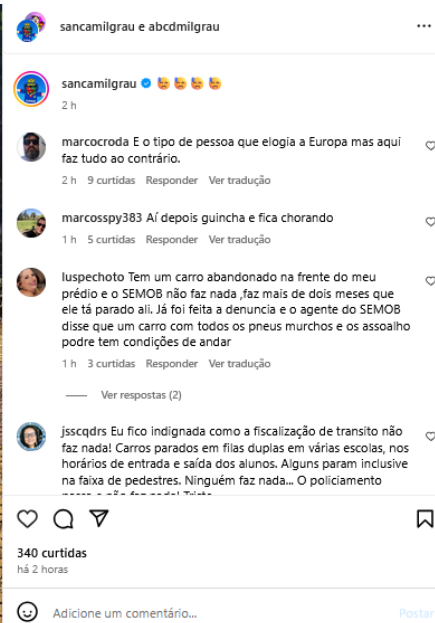 sancamilgrau e abcdmilgrau
sancamilgrau 😓 😓 😓 😓
2 h
marcocroda E o tipo de pessoa que elogia a Europa mas aqui
faz tudo ao contrário.
2 h 9 curtidas Responder Ver tradução
marcosspy383 Aí depois guincha e fica chorando
1 h 5 curtidas Responder Ver tradução
luspechoto Tem um carro abandonado na frente do meu
prédio e o SEMOB não faz nada ,faz mais de dois meses que
ele tá parado ali. Já foi feita a denuncia e o agente do SEMOB
disse que um carro com todos os pneus murchos e os assoalho
podre tem condições de andar
1 h 3 curtidas Responder Ver tradução
Ver respostas (2)
jsscqdrs Eu fico indignada como a fiscalização de transito não
faz nada! Carros parados em filas duplas em várias escolas, nos
horários de entrada e saída dos alunos. Alguns param inclusive
na faixa de pedestres. Ninguém faz nada... O policiamento
340 curtidas
há 2 horas
Adicione um comentário...
Postar